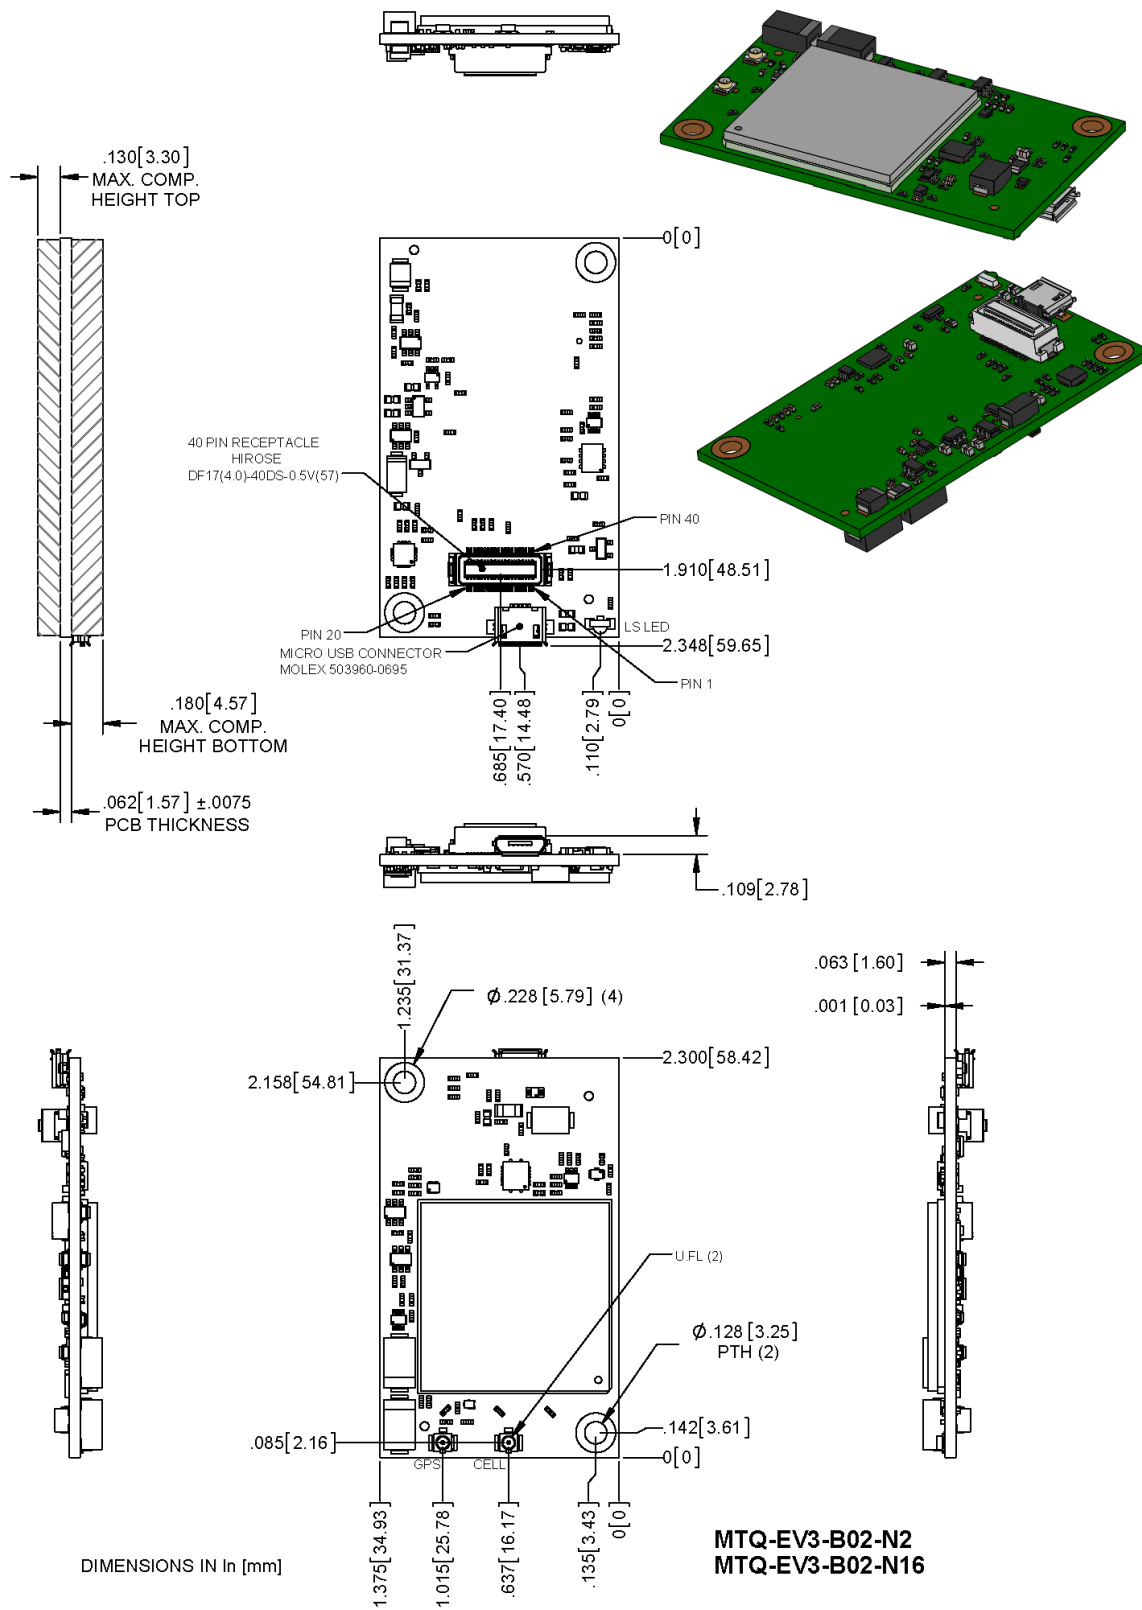 .130[3.30]
MAX. COMP.
HEIGHT TOP
0[0]
40 PIN RECEPTACLE
HIROSE
DF17(4.0)-40DS-0.5V(57)
PIN 40
1.910[48.51]
PIN 20
LS LED
MICRO USB CONNECTOR
MOLEX 503960-0695
2.348[59.65]
PIN 1
.180[4.57]
MAX. COMP.
HEIGHT BOTTOM
.685[17.40]
.570[14.48]
.110[2.79]
0[0]
.062[1.57] ±.0075
PCB THICKNESS
.109[2.78]
1.235[31.37]
Ø.228 [5.79] (4)
.063 [1.60]
.001 [0.03]
2.300[58.42]
2.158[54.81]
U.FL (2)
Ø.128 [3.25]
PTH (2)
.142[3.61]
.085[2.16]
0[0]
GPS
CELL
1.375[34.93]
1.015[25.78]
.637[16.17]
.135[3.43]
0[0]
MTQ-EV3-B02-N2
MTQ-EV3-B02-N16
DIMENSIONS IN In [mm]